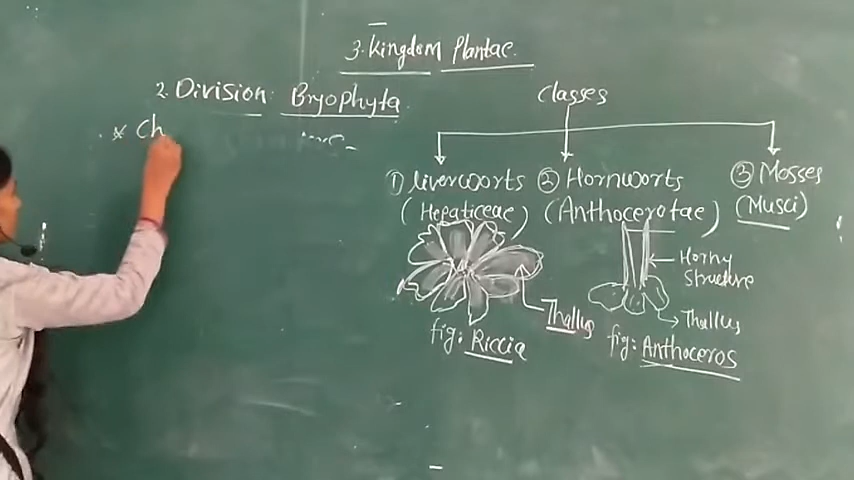 3. Kingdom Plantae.
2. Division: Bryophyta
* Ch
Classes
① Liverworts
(Hepaticeae)
② Hornworts
(Anthocerotae)
③ Mosses
(Musci)
Thallus
fig: Riccia
Horny
Structure
Thallus
fig: Anthoceros